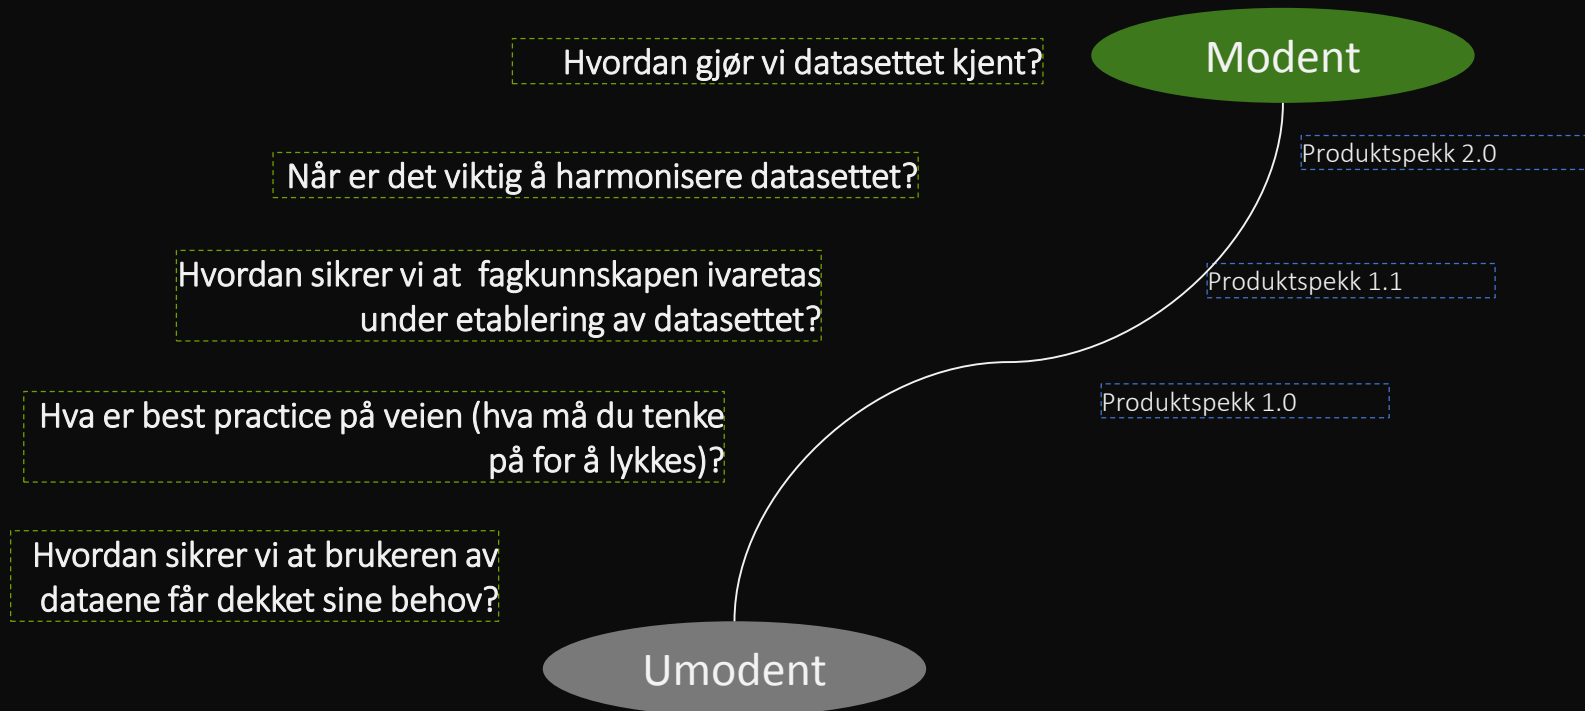 Hvordan gjør vi datasettet kjent?
Modent
Produktspekk 2.0
Når er det viktig å harmonisere datasettet?
Hvordan sikrer vi at  fagkunnskapen ivaretas
under etablering av datasettet?
Produktspekk 1.1
Hva er best practice på veien (hva må du tenke
på for å lykkes)?
Produktspekk 1.0
Hvordan sikrer vi at brukeren av
dataene får dekket sine behov?
Umodent